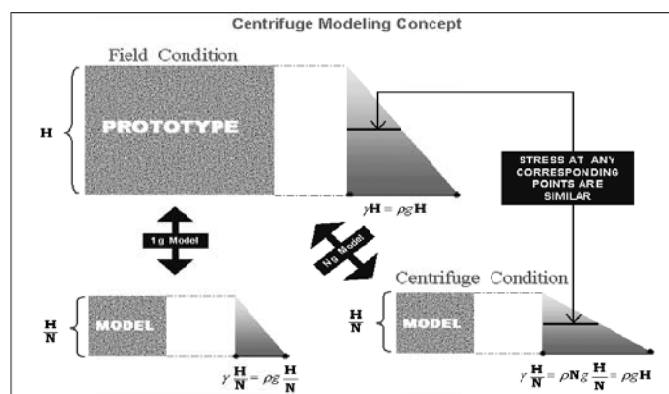 Centrifuge Modeling Concept
Field Condition
H
PROTOTYPE
STRESS AT ANY
CORRESPONDING
POINTS ARE
SIMILAR
γH = ρgH
1g Model
Ng Model
Centrifuge Condition
H/N
MODEL
H/N
MODEL
γ H/N = ρg H/N
γ H/N = ρNg H/N = ρgH